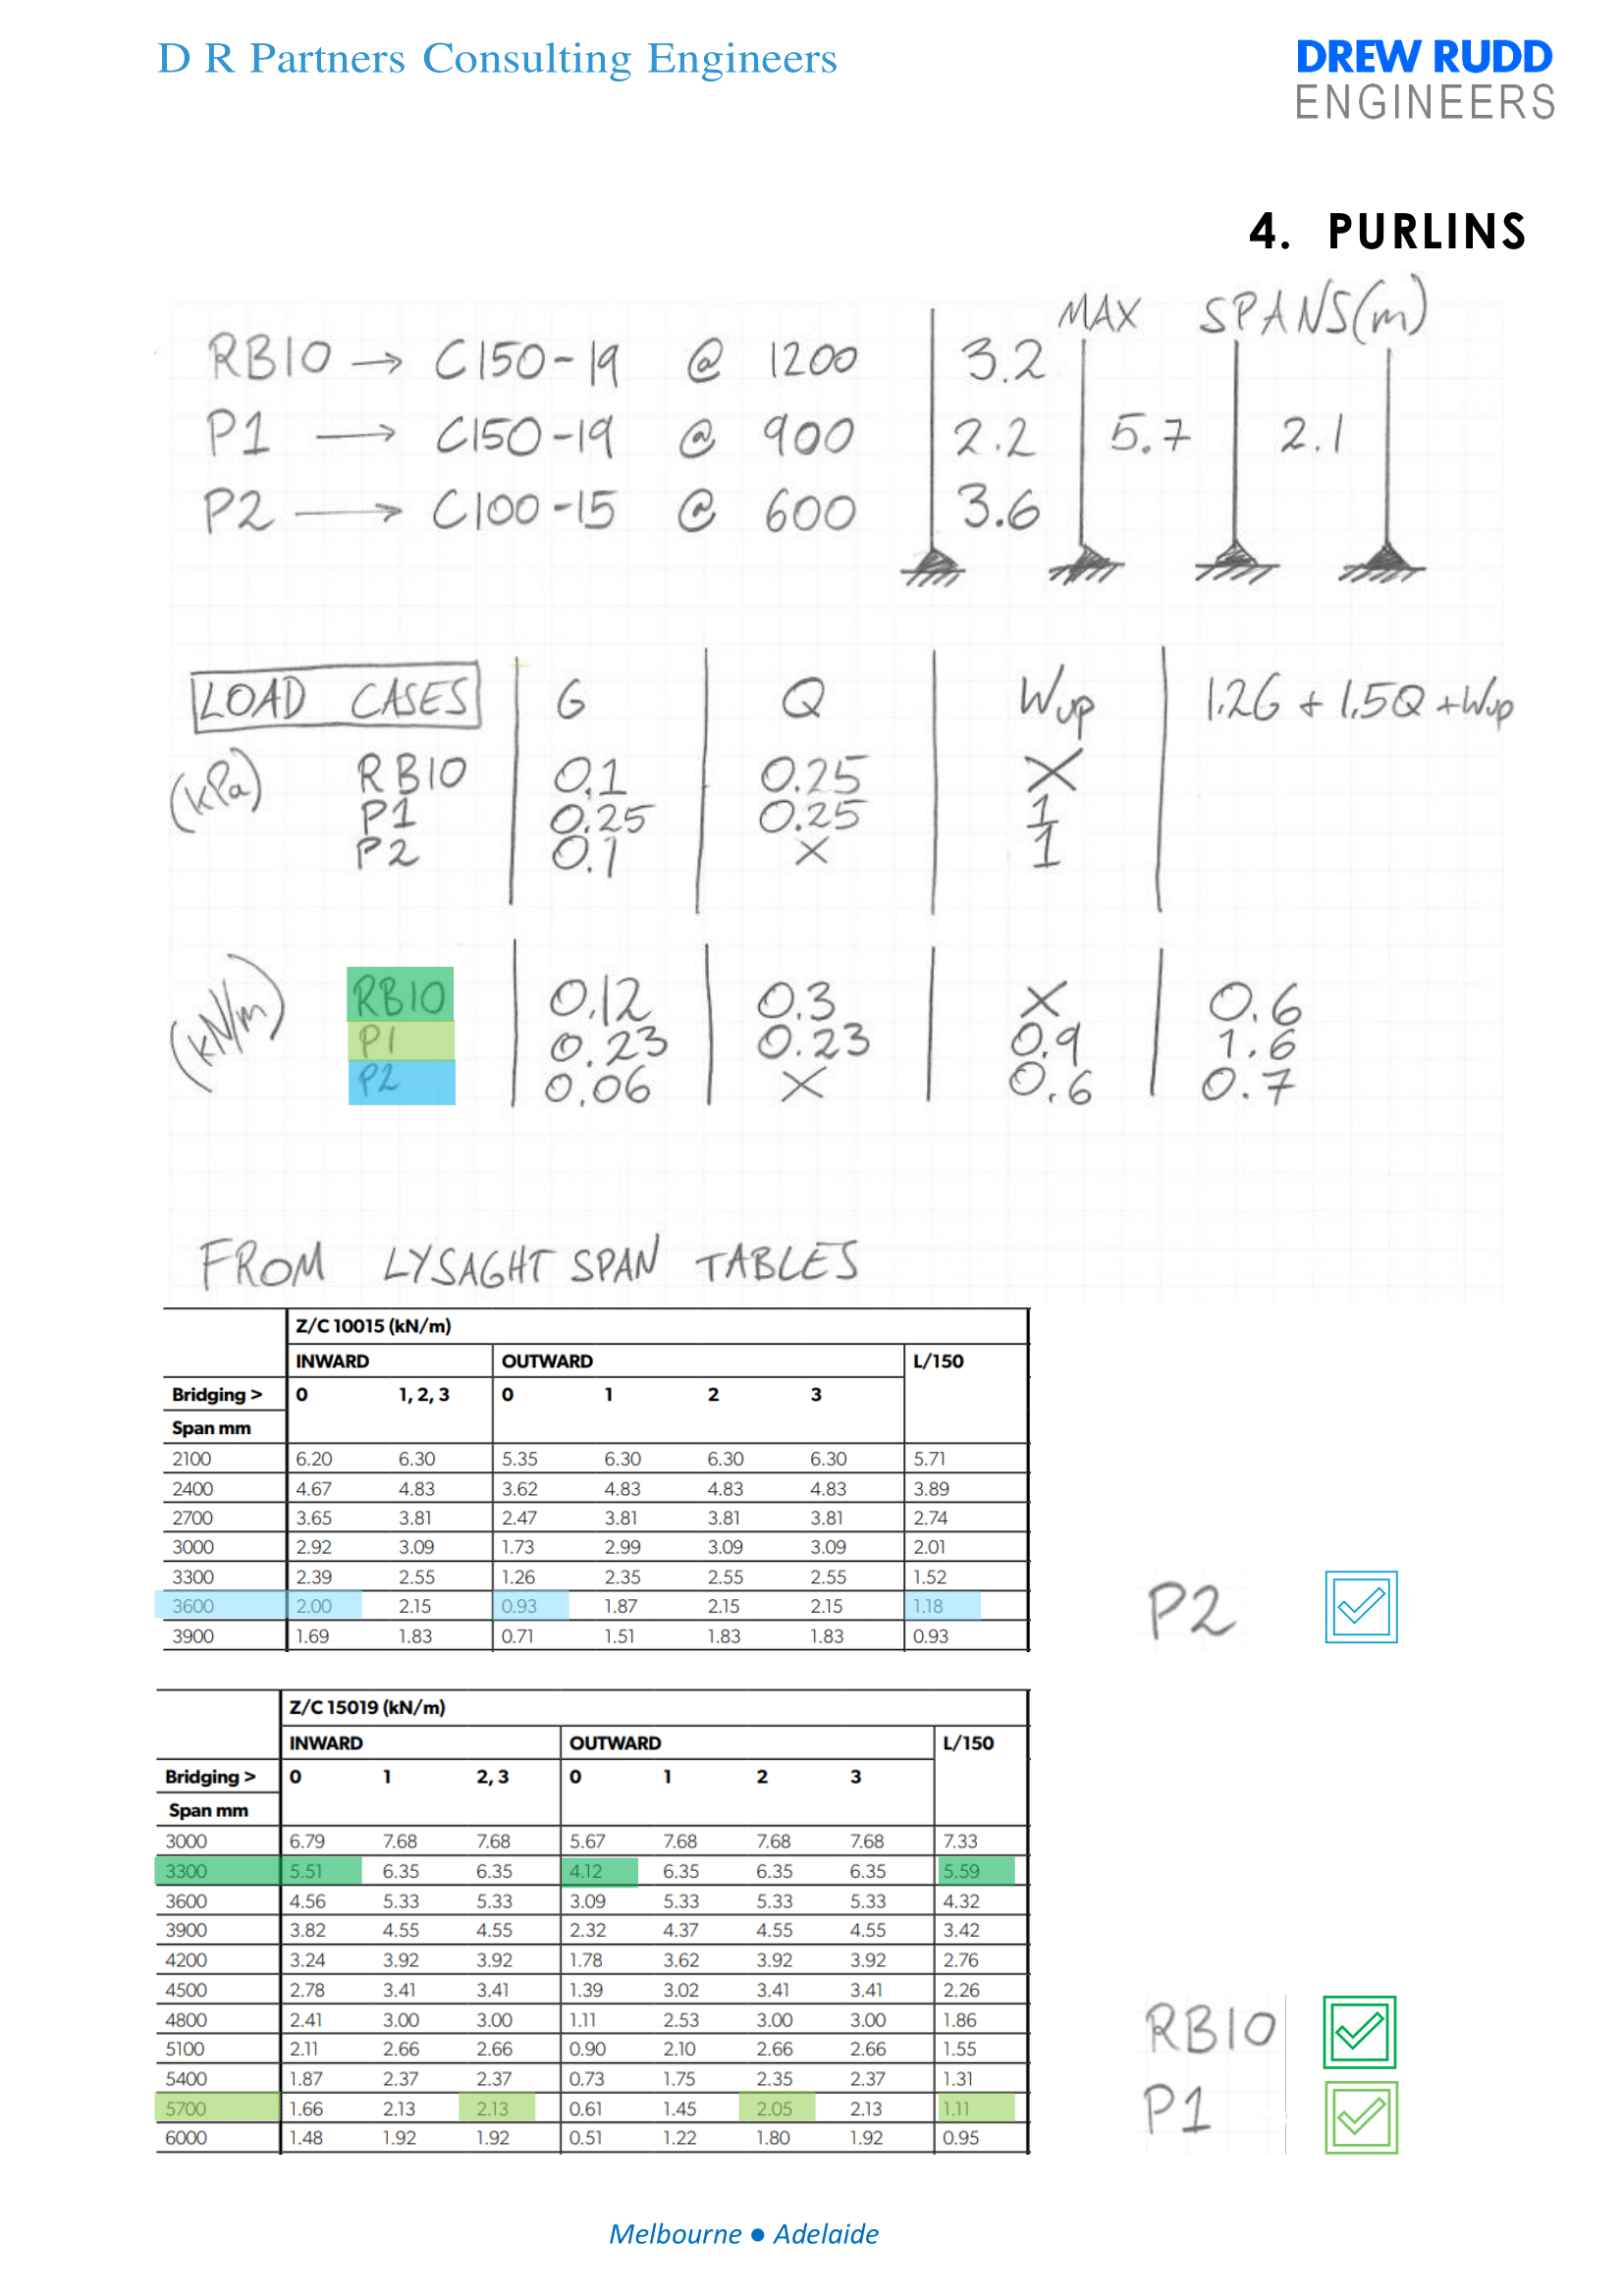 D R Partners Consulting Engineers
DREW RUDD
ENGINEERS
4. PURLINS
MAX SPANS(m)
RB10 → C150-19 @ 1200 3.2
P1 → C150-19 @ 900 2.2 5.7 2.1
P2 → C100-15 @ 600 3.6
LOAD CASES G Q Wup 1.2G + 1.5Q + Wup
(kPa) RB10 0.1 0.25 X
P1 0.25 0.25 1
P2 0.1 X 1
(kN/m) RB10 0.12 0.3 X 0.6
P1 0.23 0.23 0.9 1.6
P2 0.06 X 0.6 0.7
FROM LYSAGHT SPAN TABLES
Z/C 10015 (kN/m)
INWARD OUTWARD L/150
Bridging > 0 1, 2, 3 0 1 2 3
Span mm
2100 6.20 6.30 5.35 6.30 6.30 6.30 5.71
2400 4.67 4.83 3.62 4.83 4.83 4.83 3.89
2700 3.65 3.81 2.47 3.81 3.81 3.81 2.74
3000 2.92 3.09 1.73 2.99 3.09 3.09 2.01
3300 2.39 2.55 1.26 2.35 2.55 2.55 1.52
3600 2.00 2.15 0.93 1.87 2.15 2.15 1.18
3900 1.69 1.83 0.71 1.51 1.83 1.83 0.93
P2
Z/C 15019 (kN/m)
INWARD OUTWARD L/150
Bridging > 0 1 2, 3 0 1 2 3
Span mm
3000 6.79 7.68 7.68 5.67 7.68 7.68 7.68 7.33
3300 5.51 6.35 6.35 4.12 6.35 6.35 6.35 5.59
3600 4.56 5.33 5.33 3.09 5.33 5.33 5.33 4.32
3900 3.82 4.55 4.55 2.32 4.37 4.55 4.55 3.42
4200 3.24 3.92 3.92 1.78 3.62 3.92 3.92 2.76
4500 2.78 3.41 3.41 1.39 3.02 3.41 3.41 2.26
4800 2.41 3.00 3.00 1.11 2.53 3.00 3.00 1.86
5100 2.11 2.66 2.66 0.90 2.10 2.66 2.66 1.55
5400 1.87 2.37 2.37 0.73 1.75 2.35 2.37 1.31
5700 1.66 2.13 2.13 0.61 1.45 2.05 2.13 1.11
6000 1.48 1.92 1.92 0.51 1.22 1.80 1.92 0.95
RB10
P1
Melbourne ● Adelaide